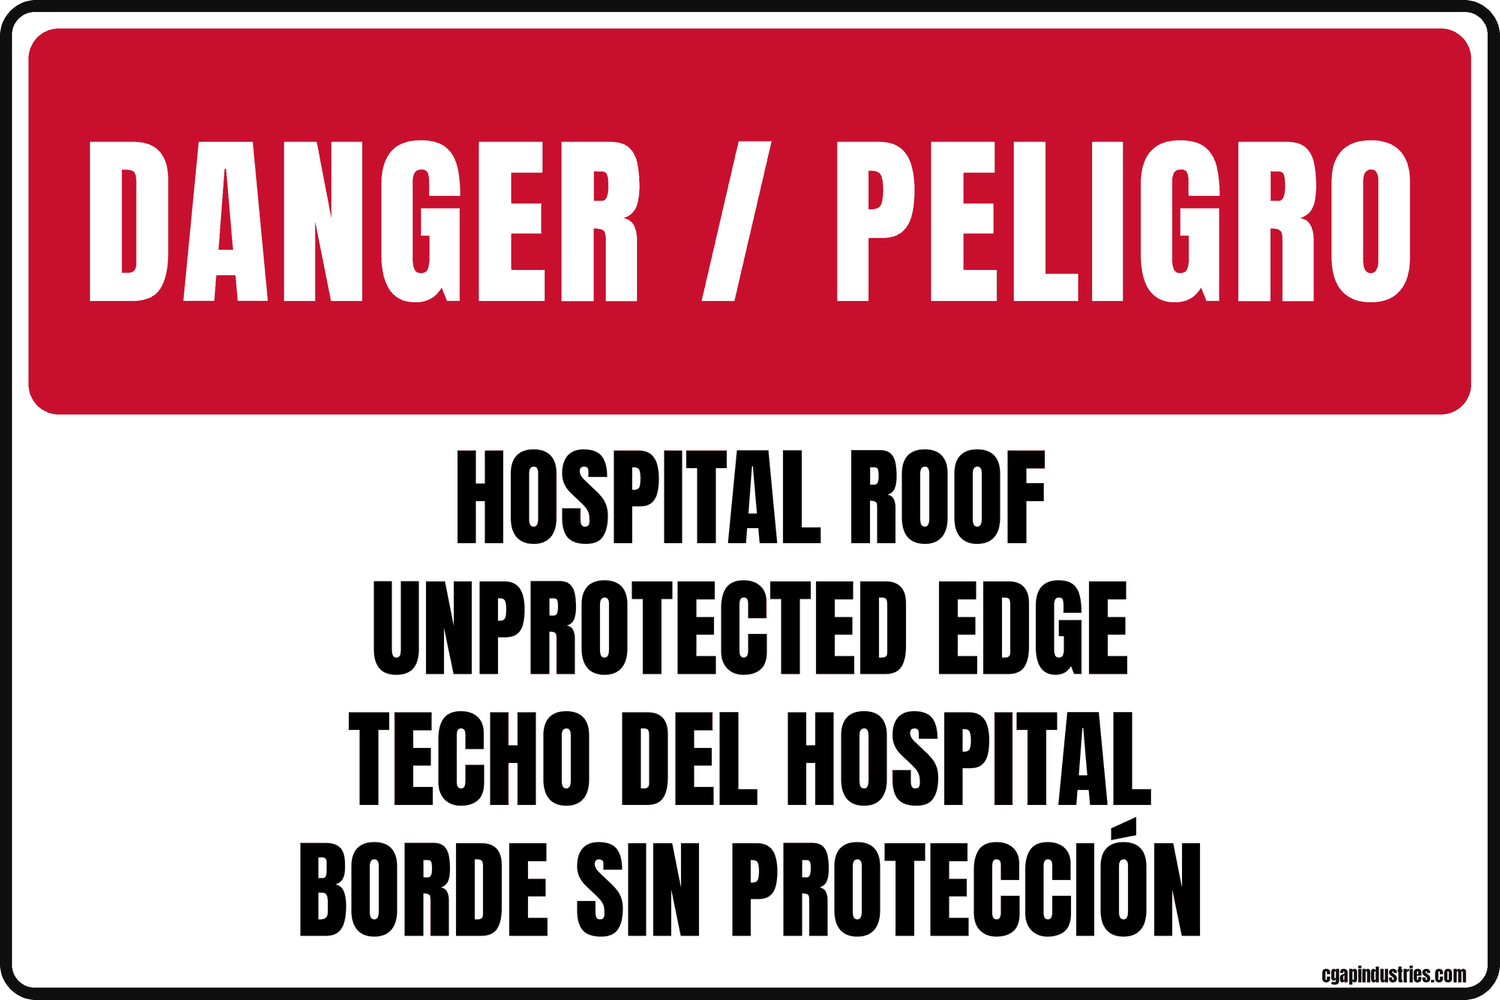 DANGER / PELIGRO
HOSPITAL ROOF
UNPROTECTED EDGE
TECHO DEL HOSPITAL
BORDE SIN PROTECCIÓN
cgapindustries.com